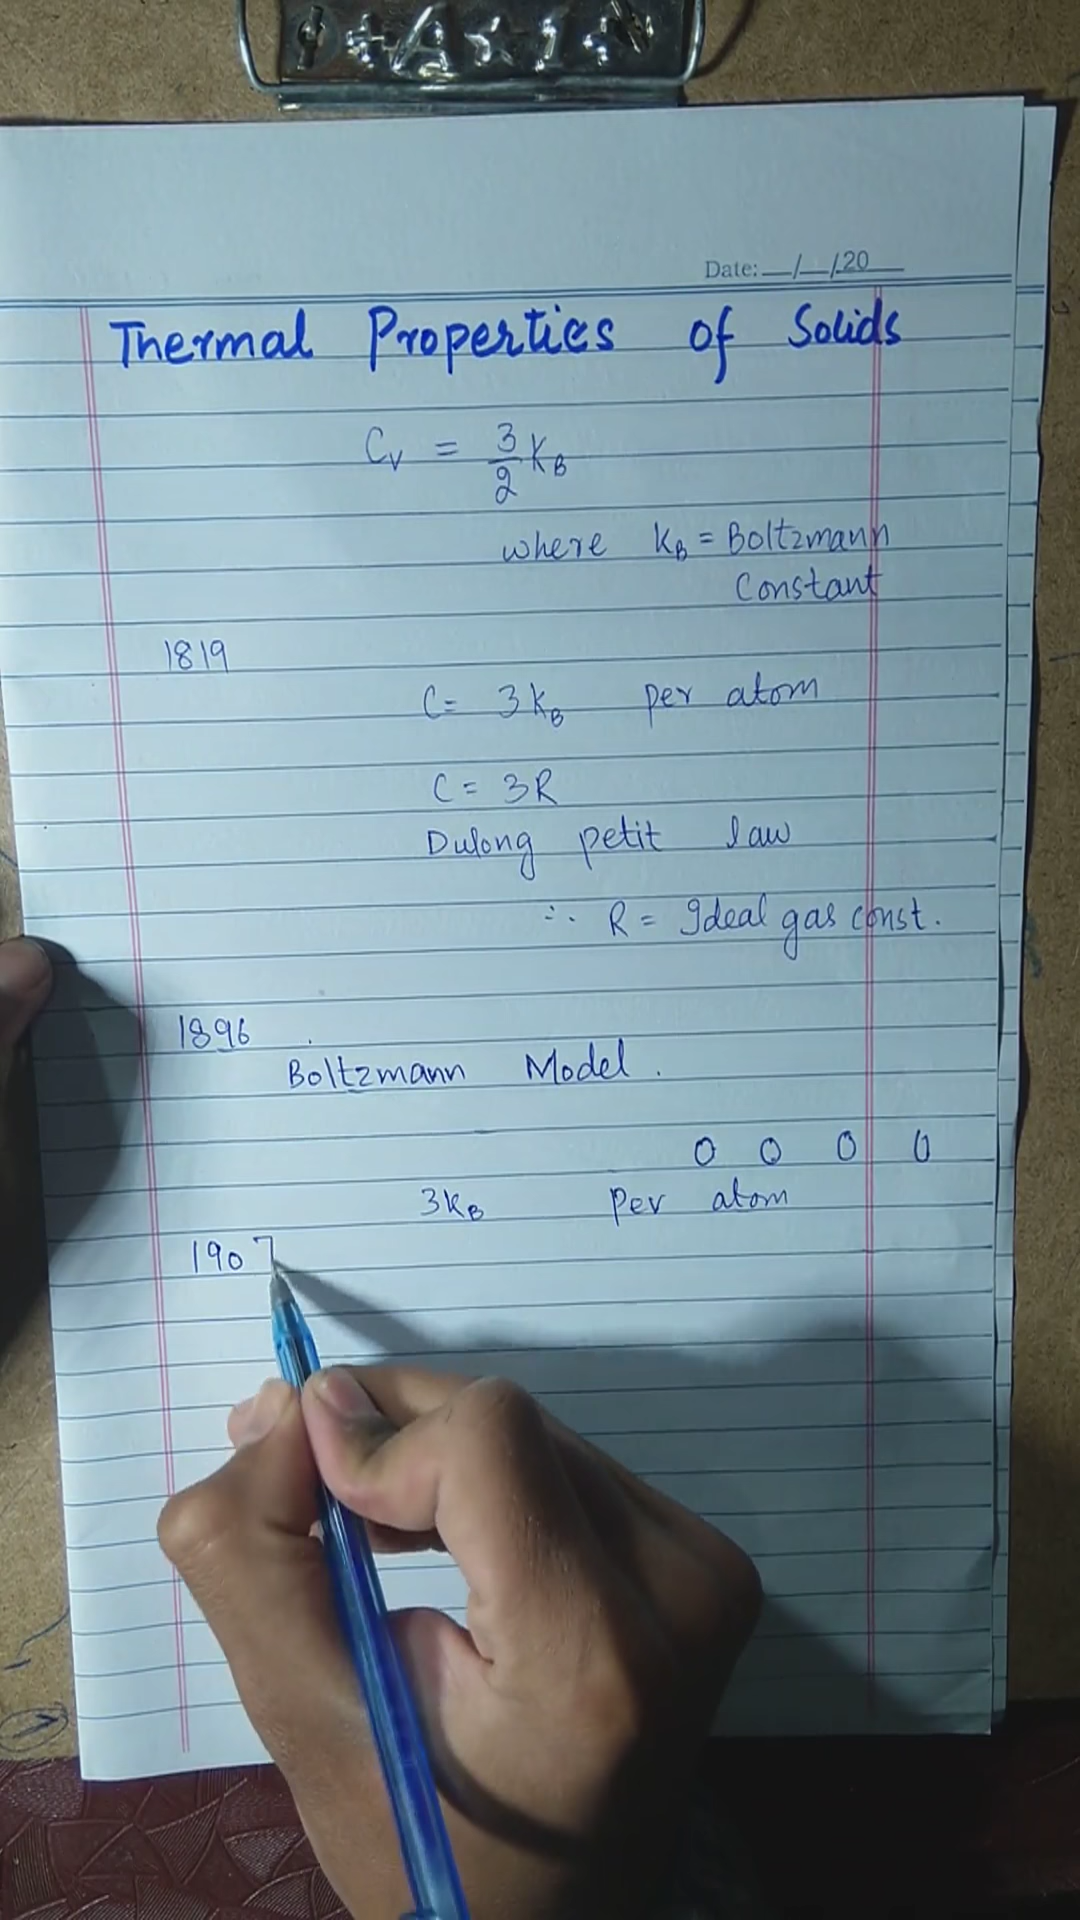 Date: __/__/20__
Thermal Properties of Solids
Cv = 3/2 KB
where KB = Boltzmann
Constant
1819
C = 3KB per atom
C = 3R
Dulong petit law
∴ R = Ideal gas const.
1896
Boltzmann Model.
0 0 0 0
3KB per atom
1907